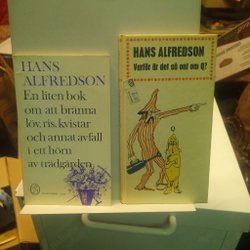 HANS
ALFREDSON
En liten bok
om att bränna
löv, ris, kvistar
och annat avfall
i ett hörn
av trädgården
HANS ALFREDSON
Varför är det så ont om Q?
Q